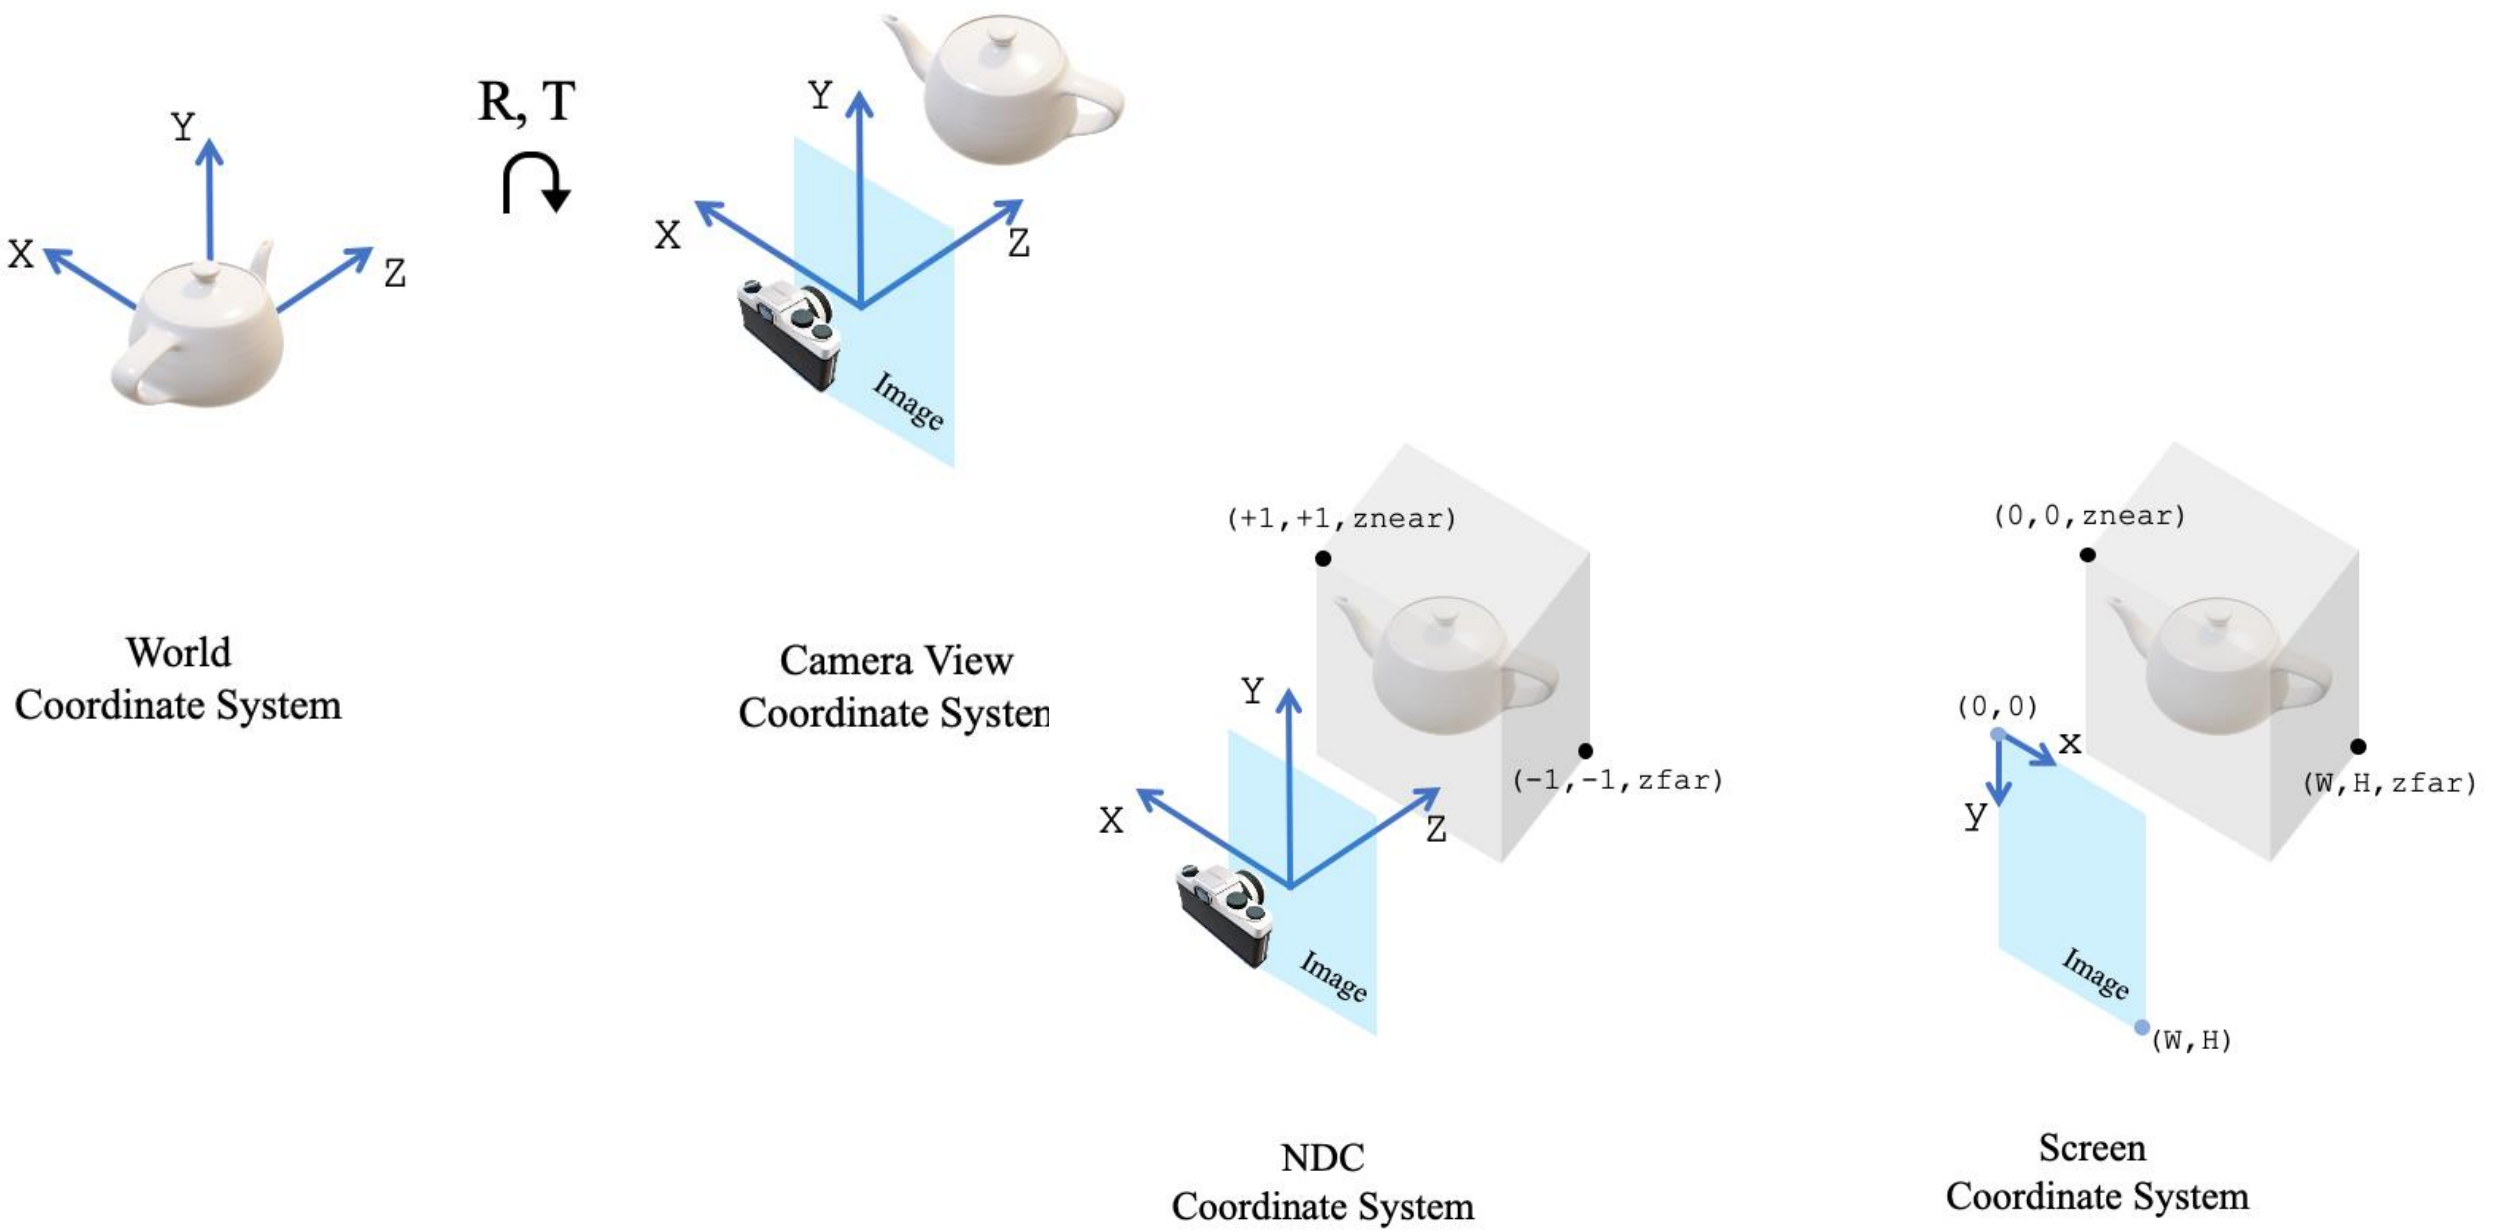 R, T
Y
X
Z
World
Coordinate System
Y
X
Z
Image
Camera View
Coordinate System
(+1,+1,znear)
(-1,-1,zfar)
Y
X
Z
Image
NDC
Coordinate System
(0,0,znear)
(W,H,zfar)
(0,0)
x
y
Image
(W,H)
Screen
Coordinate System